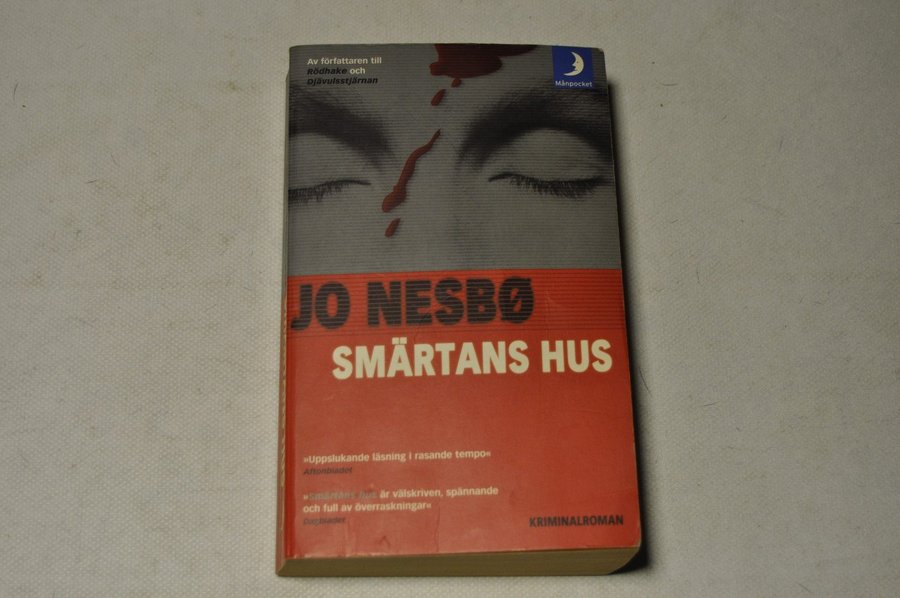 Av författaren till
Rödhake och
Djävulsstjärnan
Månpocket
JO NESBØ
SMÄRTANS HUS
»Uppslukande läsning i rasande tempo«
Aftonbladet
»Smärtans hus är välskriven, spännande
och full av överraskningar«
Dagbladet
KRIMINALROMAN